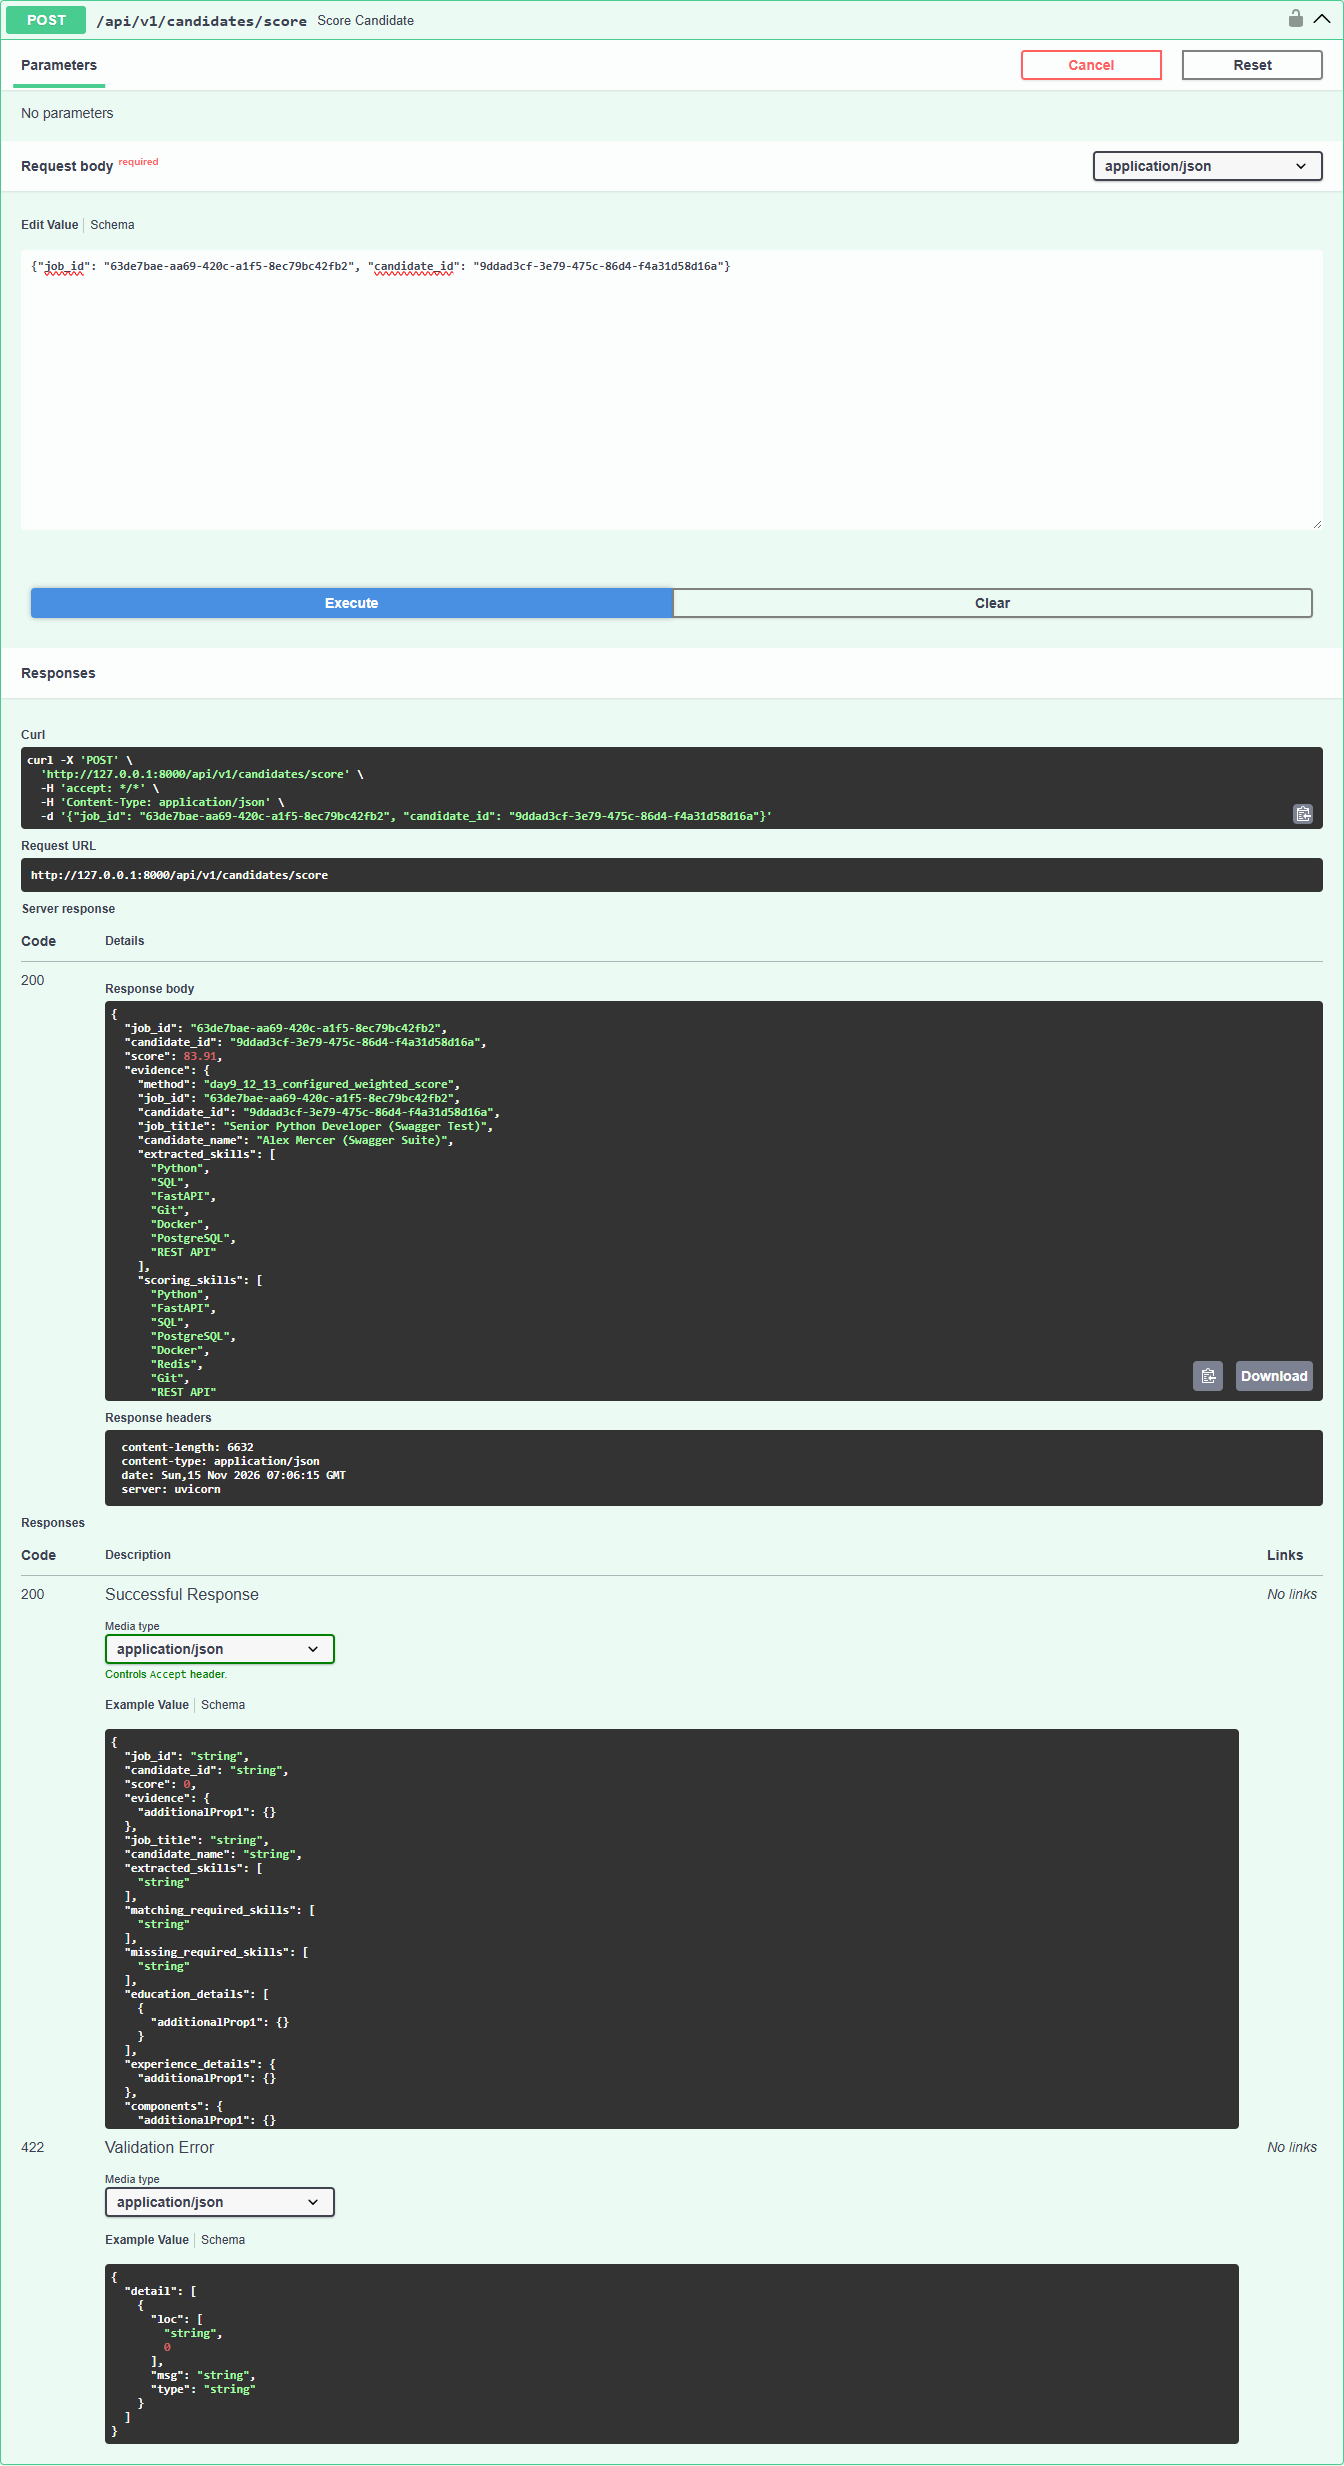 POST /api/v1/candidates/score Score Candidate
Parameters
Cancel
Reset
No parameters
Request body required
application/json
Edit Value | Schema
{"job_id": "63de7bae-aa69-420c-a1f5-8ec79bc42fb2", "candidate_id": "9ddad3cf-3e79-475c-86d4-f4a31d58d16a"}
Execute
Clear
Responses
Curl
curl -X 'POST' \
  'http://127.0.0.1:8000/api/v1/candidates/score' \
  -H 'accept: */*' \
  -H 'Content-Type: application/json' \
  -d '{"job_id": "63de7bae-aa69-420c-a1f5-8ec79bc42fb2", "candidate_id": "9ddad3cf-3e79-475c-86d4-f4a31d58d16a"}'
Request URL
http://127.0.0.1:8000/api/v1/candidates/score
Server response
Code Details
200
Response body
{
  "job_id": "63de7bae-aa69-420c-a1f5-8ec79bc42fb2",
  "candidate_id": "9ddad3cf-3e79-475c-86d4-f4a31d58d16a",
  "score": 83.91,
  "evidence": {
    "method": "day9_12_13_configured_weighted_score",
    "job_id": "63de7bae-aa69-420c-a1f5-8ec79bc42fb2",
    "candidate_id": "9ddad3cf-3e79-475c-86d4-f4a31d58d16a",
    "job_title": "Senior Python Developer (Swagger Test)",
    "candidate_name": "Alex Mercer (Swagger Suite)",
    "extracted_skills": [
      "Python",
      "SQL",
      "FastAPI",
      "Git",
      "Docker",
      "PostgreSQL",
      "REST API"
    ],
    "scoring_skills": [
      "Python",
      "FastAPI",
      "SQL",
      "PostgreSQL",
      "Docker",
      "Redis",
      "Git",
      "REST API"
Download
Response headers
content-length: 6632
content-type: application/json
date: Sun,15 Nov 2026 07:06:15 GMT
server: uvicorn
Responses
Code Description Links
200 Successful Response No links
Media type
application/json
Controls Accept header.
Example Value | Schema
{
  "job_id": "string",
  "candidate_id": "string",
  "score": 0,
  "evidence": {
    "additionalProp1": {}
  },
  "job_title": "string",
  "candidate_name": "string",
  "extracted_skills": [
    "string"
  ],
  "matching_required_skills": [
    "string"
  ],
  "missing_required_skills": [
    "string"
  ],
  "education_details": [
    {
      "additionalProp1": {}
    }
  ],
  "experience_details": {
    "additionalProp1": {}
  },
  "components": {
    "additionalProp1": {}
422 Validation Error No links
Media type
application/json
Example Value | Schema
{
  "detail": [
    {
      "loc": [
        "string",
        0
      ],
      "msg": "string",
      "type": "string"
    }
  ]
}